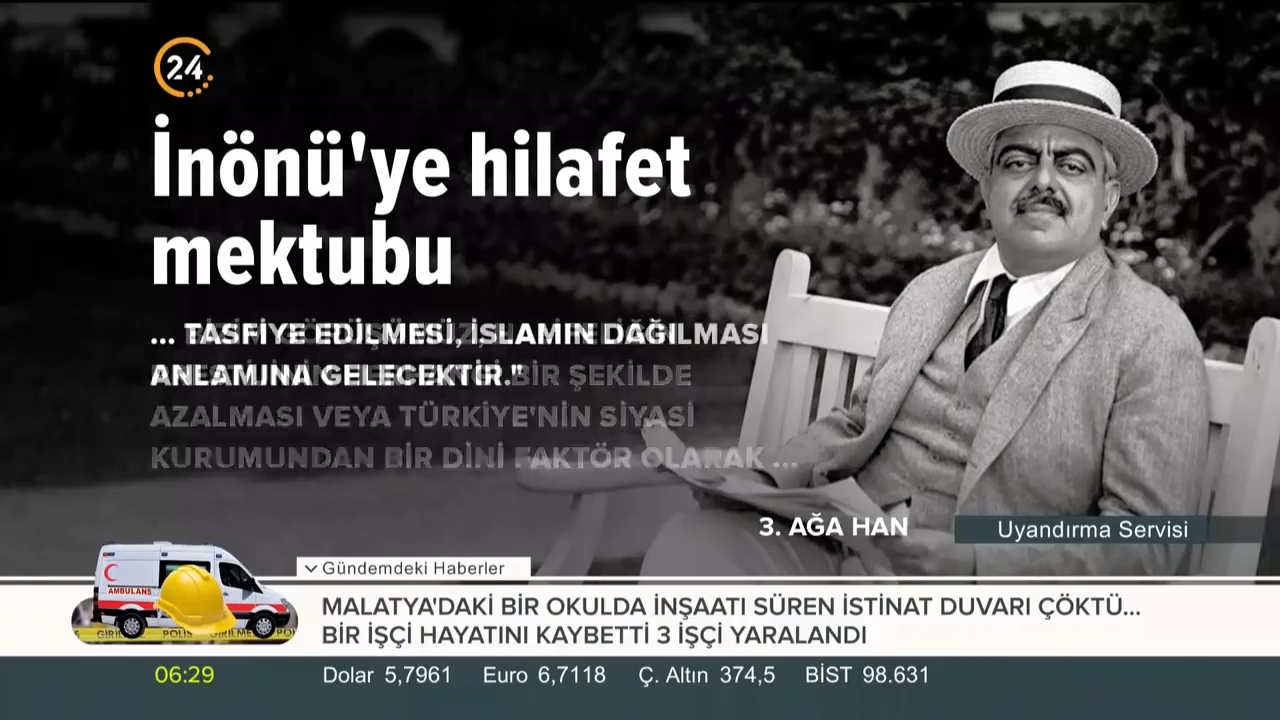 24
İnönü'ye hilafet
mektubu
... TASFİYE EDİLMESİ, İSLAMIN DAĞILMASI
ANLAMINA GELECEKTİR."
BİR ŞEKİLDE
AZALMASI VEYA TÜRKİYE'NİN SİYASİ
KURUMUNDAN BİR DİNİ FAKTÖR OLARAK ...
3. AĞA HAN
Uyandırma Servisi
Gündemdeki Haberler
AMBULANS
POLİS
MALATYA'DAKİ BİR OKULDA İNŞAATI SÜREN İSTİNAT DUVARI ÇÖKTÜ...
BİR İŞÇİ HAYATINI KAYBETTİ 3 İŞÇİ YARALANDI
06:29 Dolar 5,7961 Euro 6,7118 Ç. Altın 374,5 BİST 98.631